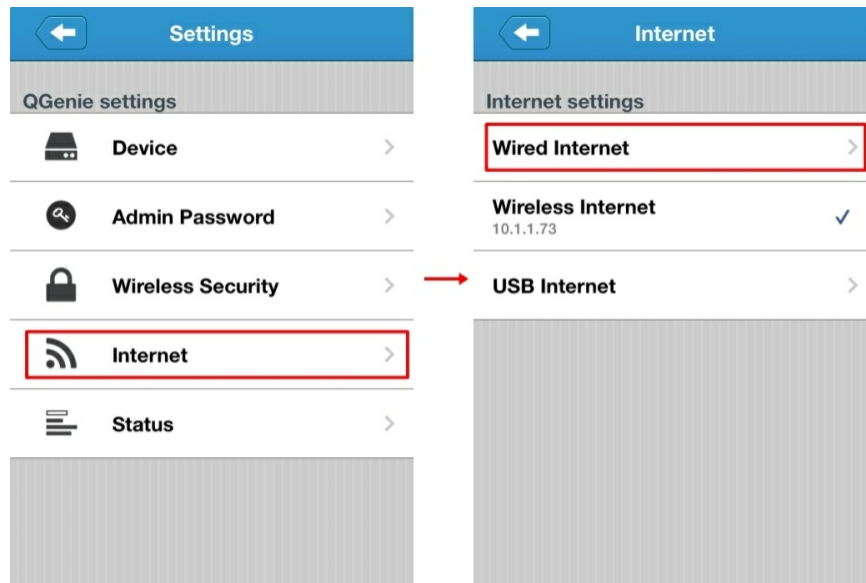 Settings
QGenie settings
Device
Admin Password
Wireless Security
Internet
Status
Internet
Internet settings
Wired Internet
Wireless Internet
10.1.1.73
USB Internet